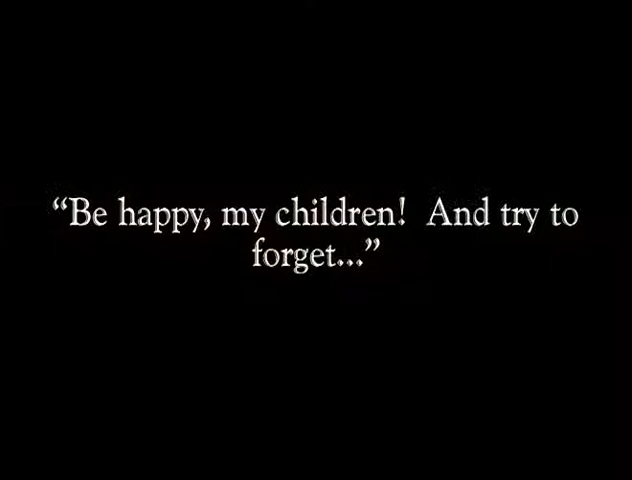 “Be happy, my children!  And try to
forget...”